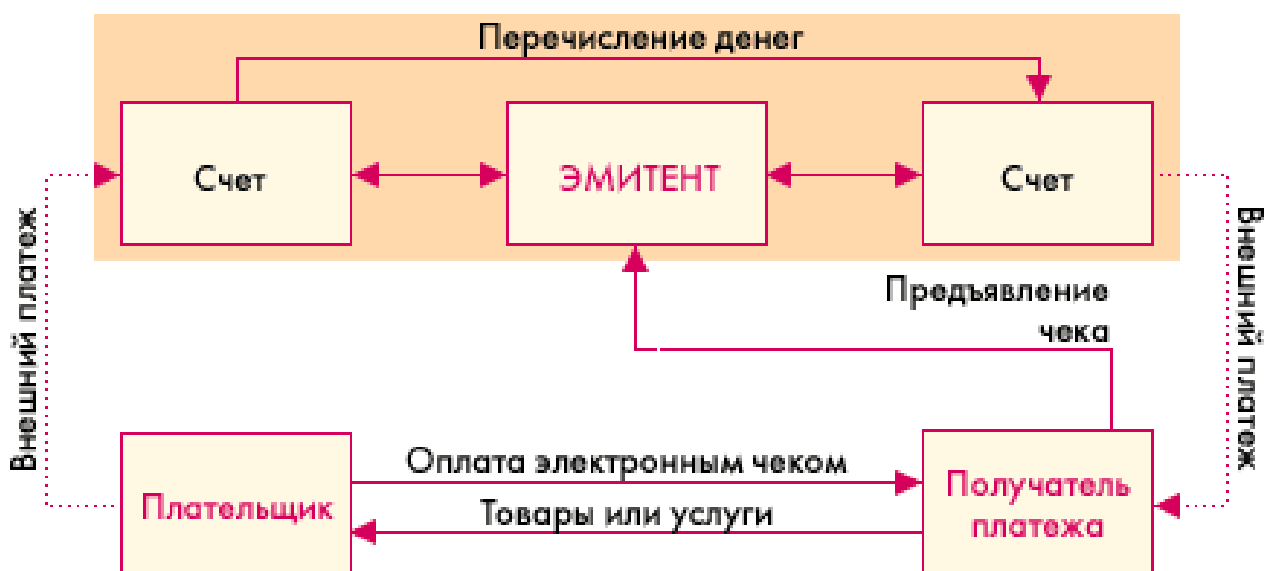 Перечисление денег
Счет
ЭМИТЕНТ
Счет
Внешний платеж
Внешний платеж
Предъявление
чека
Оплата электронным чеком
Плательщик
Товары или услуги
Получатель
платежа